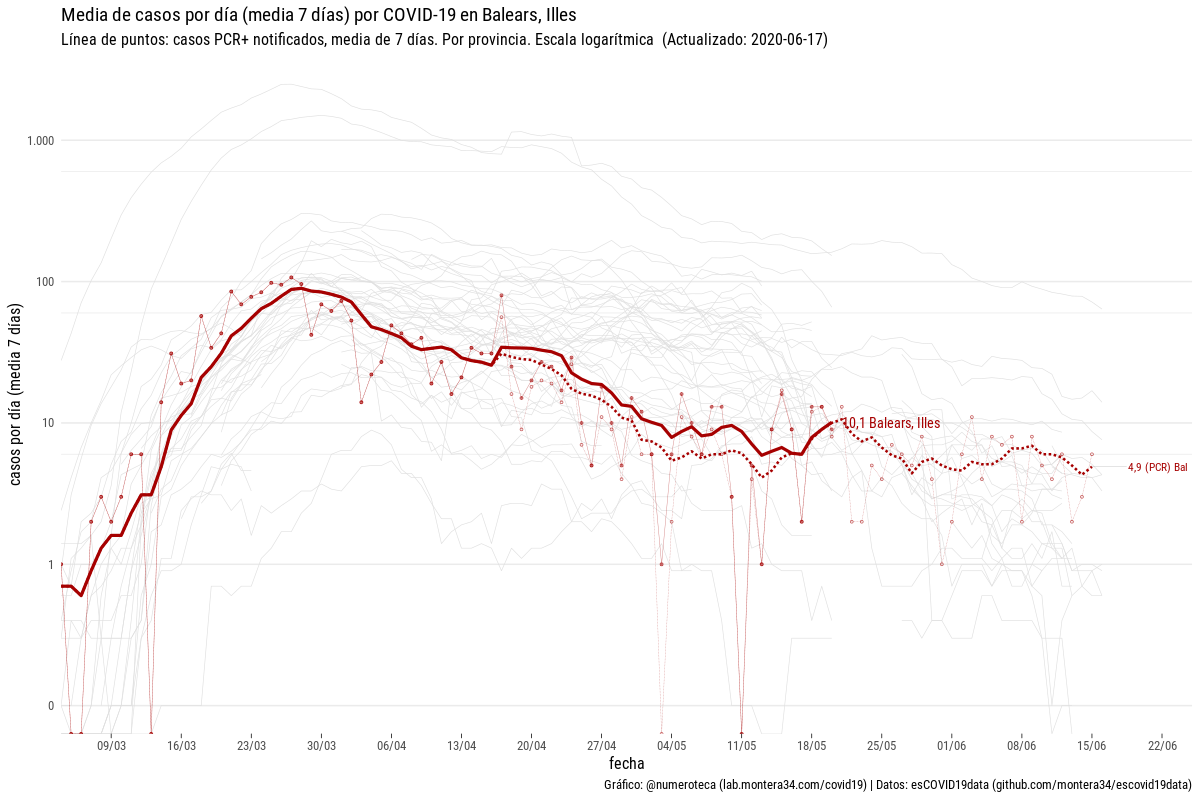 Media de casos por día (media 7 días) por COVID-19 en Balears, Illes
Línea de puntos: casos PCR+ notificados, media de 7 días. Por provincia. Escala logarítmica  (Actualizado: 2020-06-17)
casos por día (media 7 días)
1.000
100
10
1
0
10,1 Balears, Illes
4,9 (PCR) Bal
09/03 16/03 23/03 30/03 06/04 13/04 20/04 27/04 04/05 11/05 18/05 25/05 01/06 08/06 15/06 22/06
fecha
Gráfico: @numeroteca (lab.montera34.com/covid19) | Datos: esCOVID19data (github.com/montera34/escovid19data)